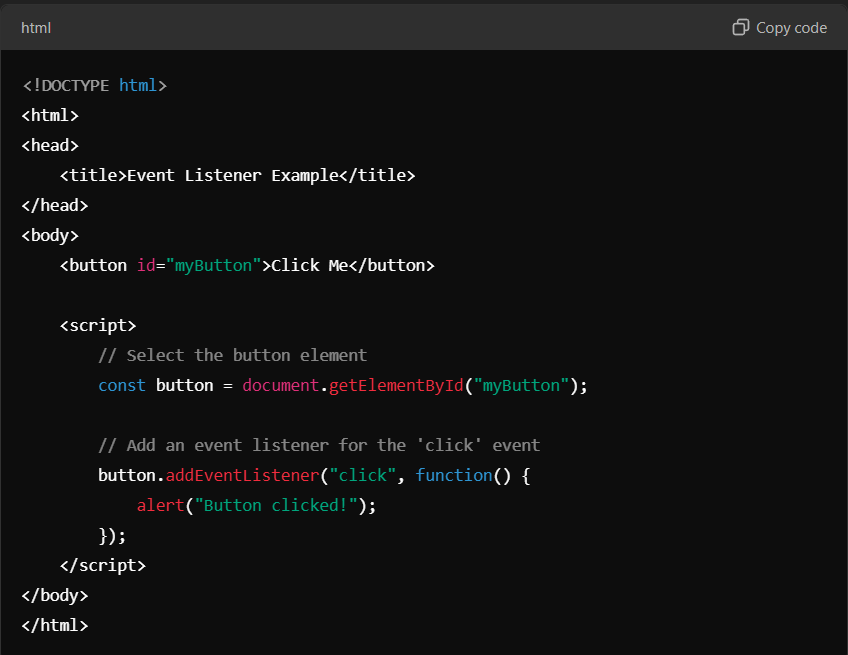 html
Copy code
<!DOCTYPE html>
<html>
<head>
    <title>Event Listener Example</title>
</head>
<body>
    <button id="myButton">Click Me</button>
    <script>
        // Select the button element
        const button = document.getElementById("myButton");
        // Add an event listener for the 'click' event
        button.addEventListener("click", function() {
            alert("Button clicked!");
        });
    </script>
</body>
</html>